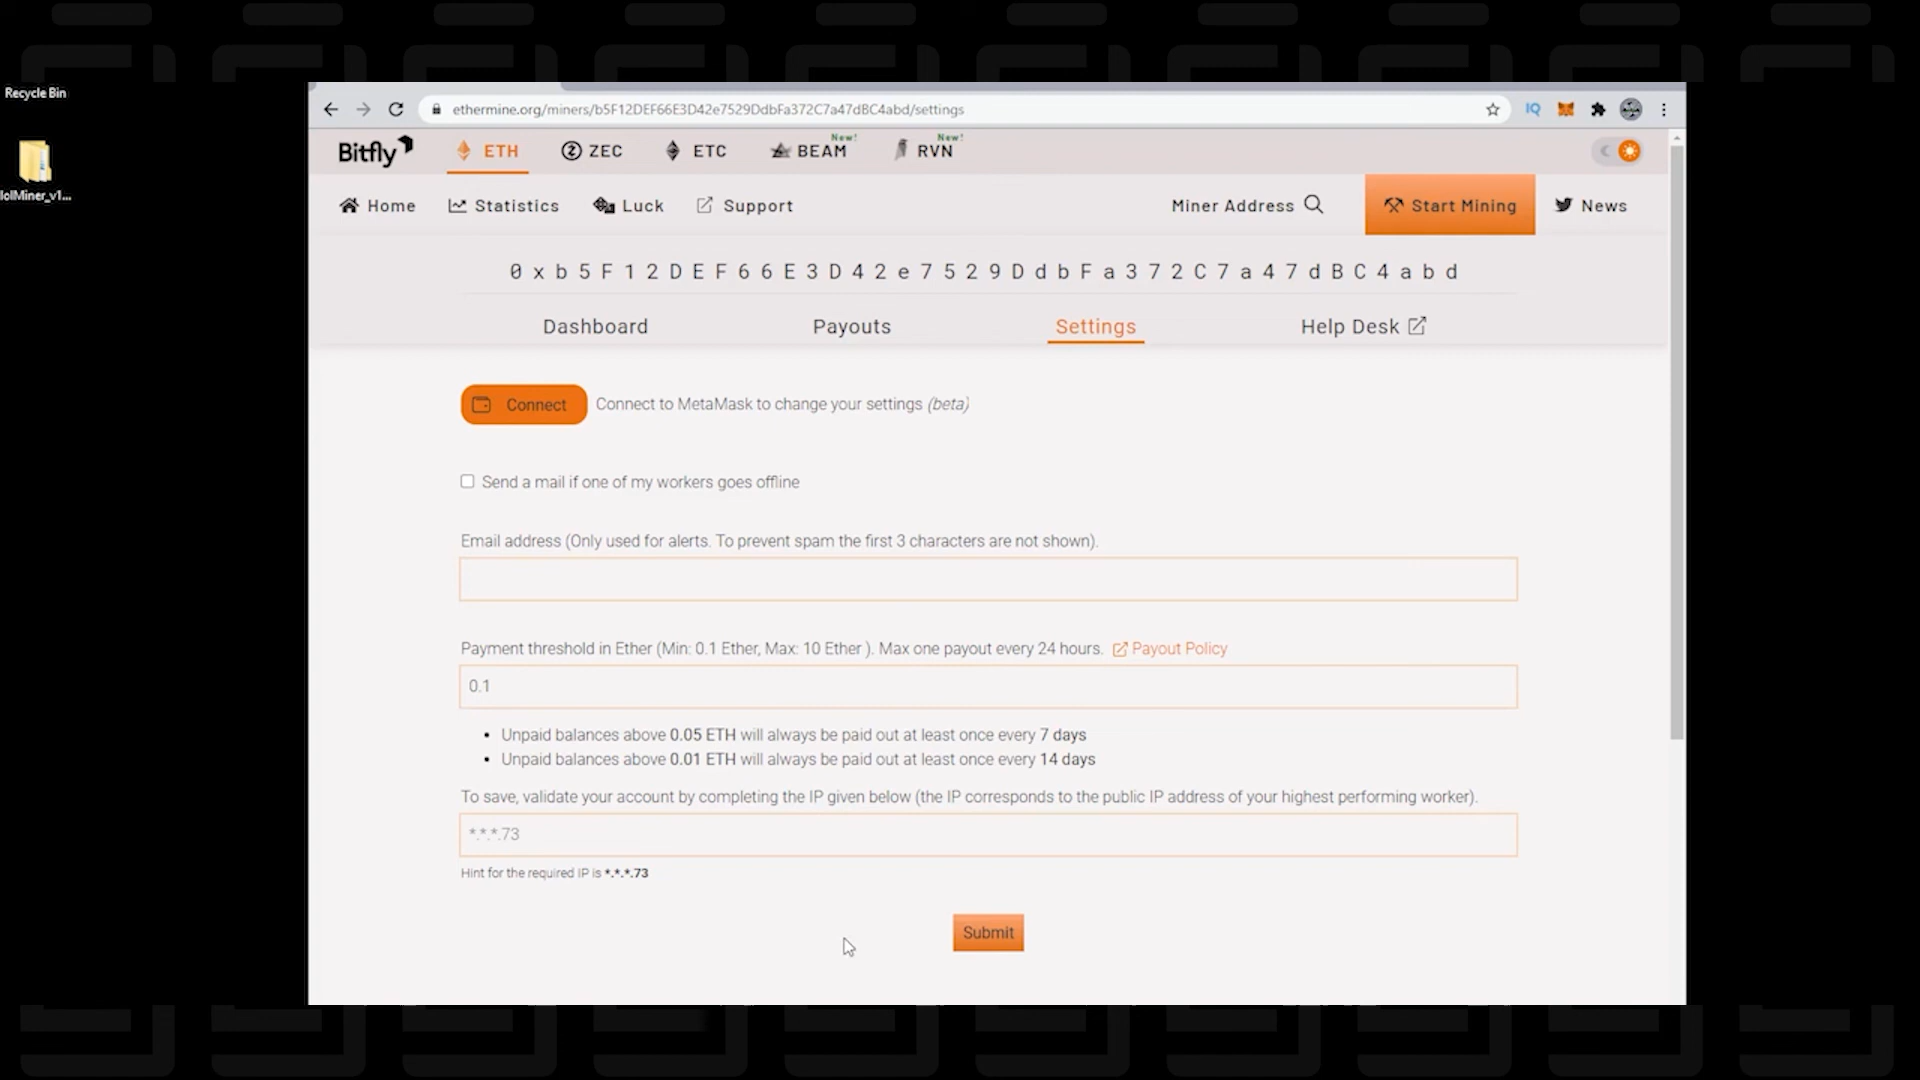 Recycle Bin
lolMiner_v1...
ethermine.org/miners/b5F12DEF66E3D42e7529DdbFa372C7a47dBC4abd/settings
IQ
Bitfly
ETH
ZEC
ETC
BEAM New!
RVN New!
Home
Statistics
Luck
Support
Miner Address
Start Mining
News
0xb5F12DEF66E3D42e7529DdbFa372C7a47dBC4abd
Dashboard
Payouts
Settings
Help Desk
Connect
Connect to MetaMask to change your settings (beta)
Send a mail if one of my workers goes offline
Email address (Only used for alerts. To prevent spam the first 3 characters are not shown).
Payment threshold in Ether (Min: 0.1 Ether, Max: 10 Ether ). Max one payout every 24 hours. Payout Policy
0.1
• Unpaid balances above 0.05 ETH will always be paid out at least once every 7 days
• Unpaid balances above 0.01 ETH will always be paid out at least once every 14 days
To save, validate your account by completing the IP given below (the IP corresponds to the public IP address of your highest performing worker).
*.*.*.73
Hint for the required IP is *.*.*.73
Submit